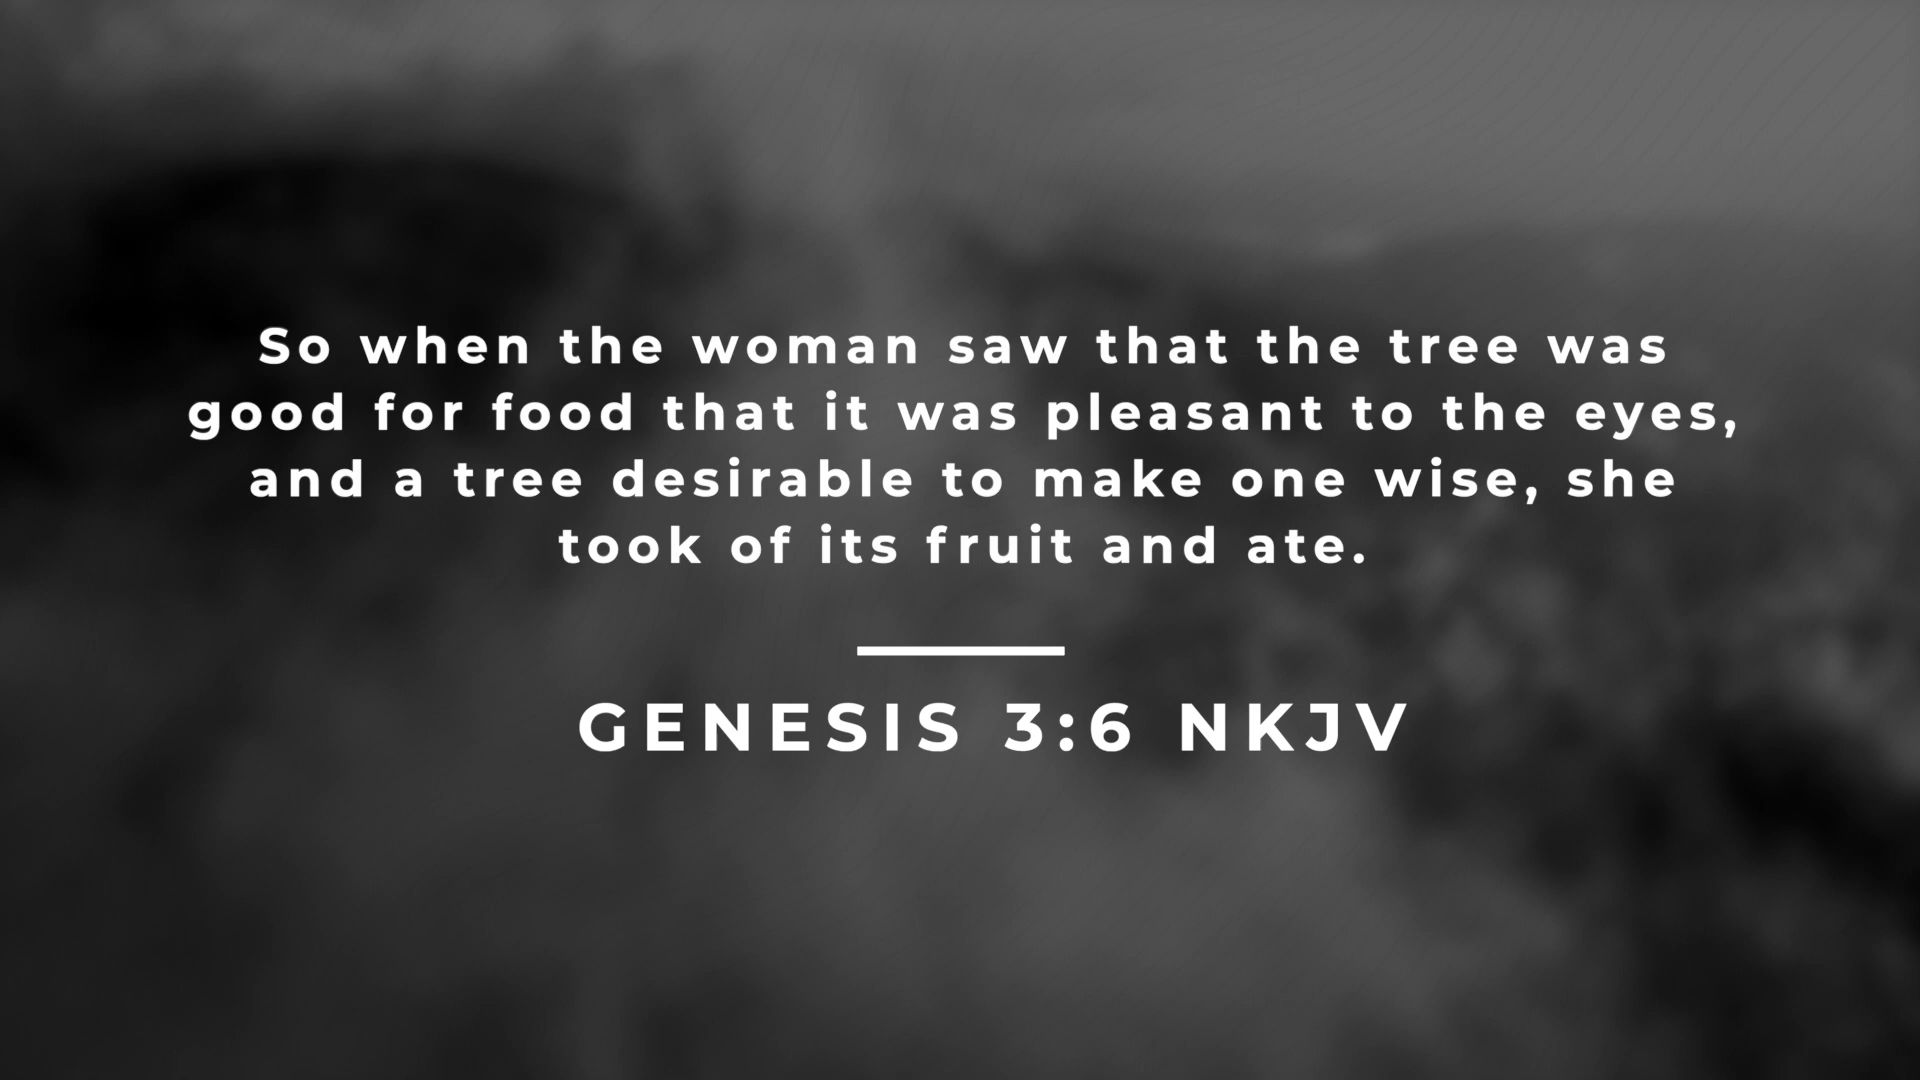 So when the woman saw that the tree was
good for food that it was pleasant to the eyes,
and a tree desirable to make one wise, she
took of its fruit and ate.
GENESIS 3:6 NKJV